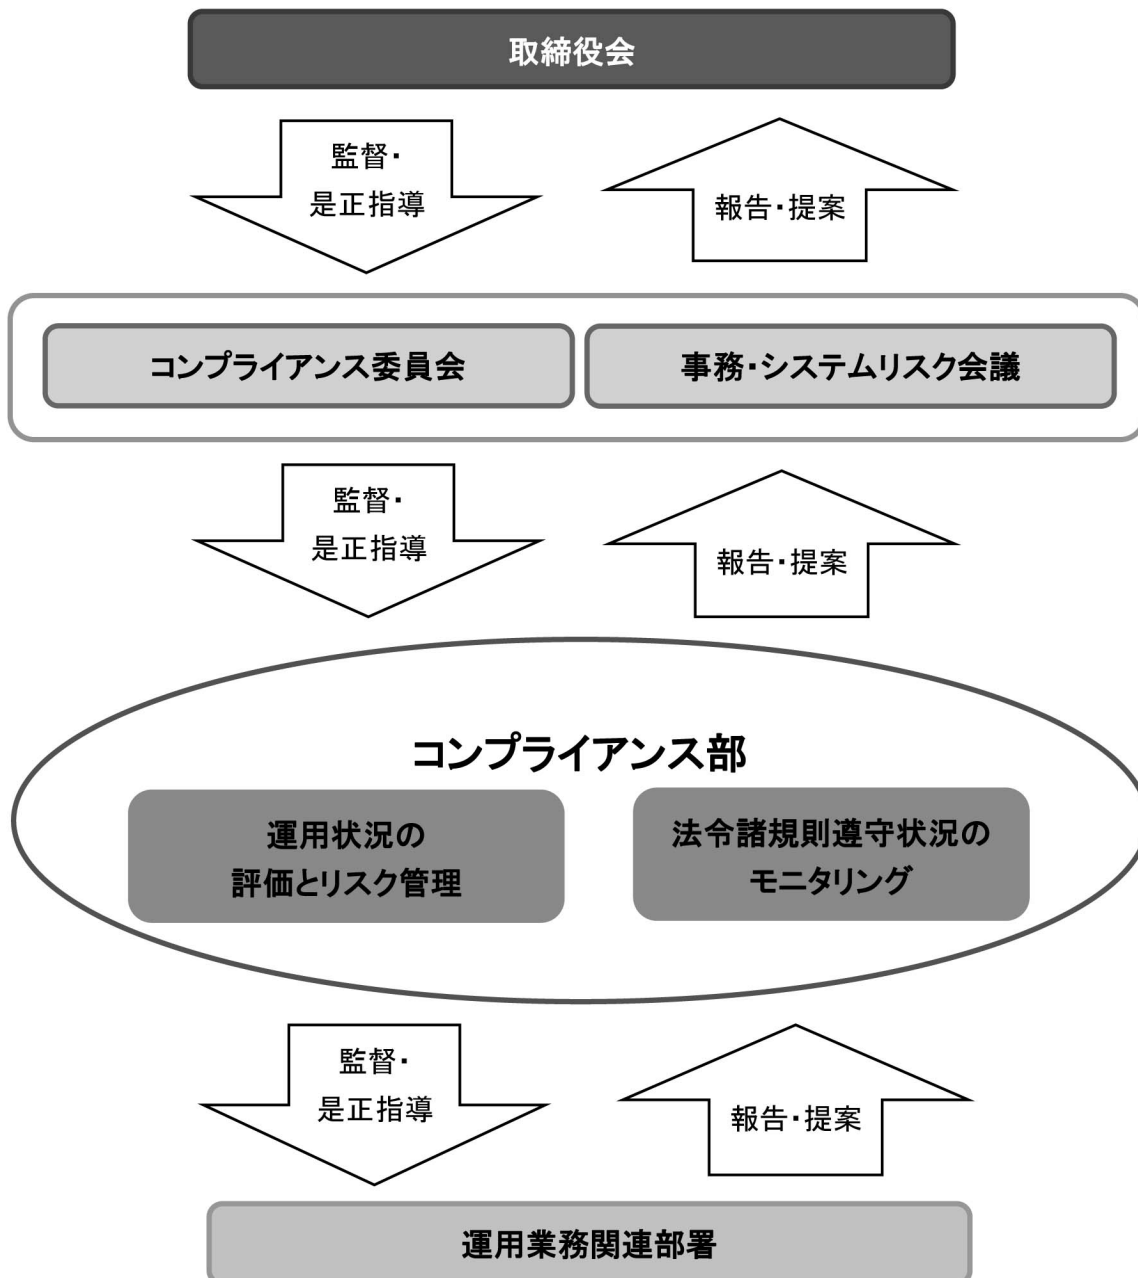 取締役会
監督・
是正指導
報告・提案
コンプライアンス委員会
事務・システムリスク会議
監督・
是正指導
報告・提案
コンプライアンス部
運用状況の
評価とリスク管理
法令諸規則遵守状況の
モニタリング
監督・
是正指導
報告・提案
運用業務関連部署